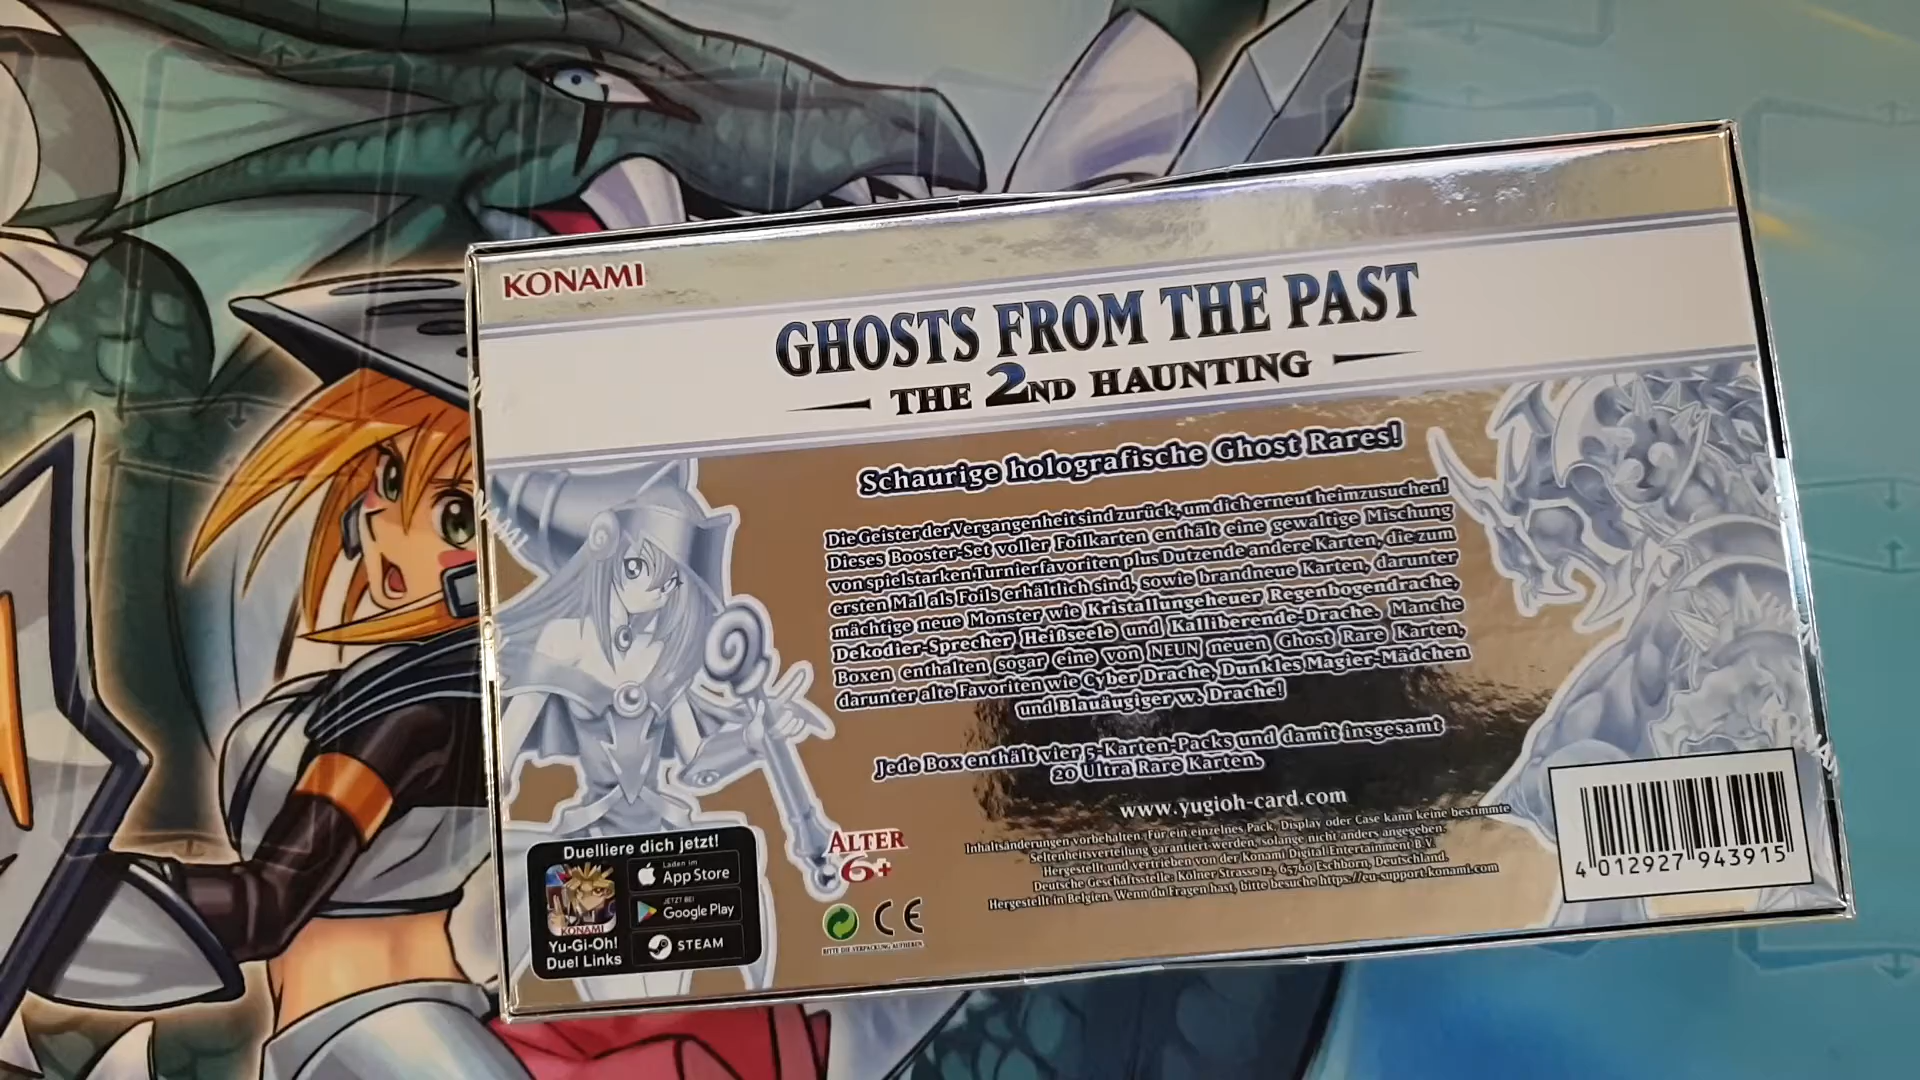 KONAMI
GHOSTS FROM THE PAST
THE 2ND HAUNTING
Schaurige holografische Ghost Rares!
Die Geister der Vergangenheit sind zurück, um dich erneut heimzusuchen!
Dieses Booster-Set voller Foilkarten enthält eine gewaltige Mischung
von spielstarken Turnierfavoriten plus Dutzende andere Karten, die zum
ersten Mal als Foils erhältlich sind, sowie brandneue Karten, darunter
mächtige neue Monster wie Kristallungeheuer Regenbogendrache,
Dekodier-Sprecher Heißseele und Kalliberende-Drache. Manche
Boxen enthalten sogar eine von NEUN neuen Ghost Rare Karten,
darunter alte Favoriten wie Cyber Drache, Dunkles Magier-Mädchen
und Blauäugiger w. Drache!
Jede Box enthält vier 5-Karten-Packs und damit insgesamt
20 Ultra Rare Karten.
www.yugioh-card.com
Inhaltsänderungen vorbehalten. Für ein einzelnes Pack, Display oder Case kann keine bestimmte
Seltenheitsverteilung garantiert werden, solange nicht anders angegeben.
Hergestellt und vertrieben von der Konami Digital Entertainment B.V.
Deutsche Geschäftsstelle: Kölner Strasse 12, 65760 Eschborn, Deutschland.
Hergestellt in Belgien. Wenn du Fragen hast, bitte besuche https://eu-support.konami.com
ALTER
6+
CE
BITTE DIE VERPACKUNG AUFHEBEN
Duelliere dich jetzt!
Laden im
App Store
JETZT BEI
Google Play
STEAM
KONAMI
Yu-Gi-Oh!
Duel Links
4 012927 943915